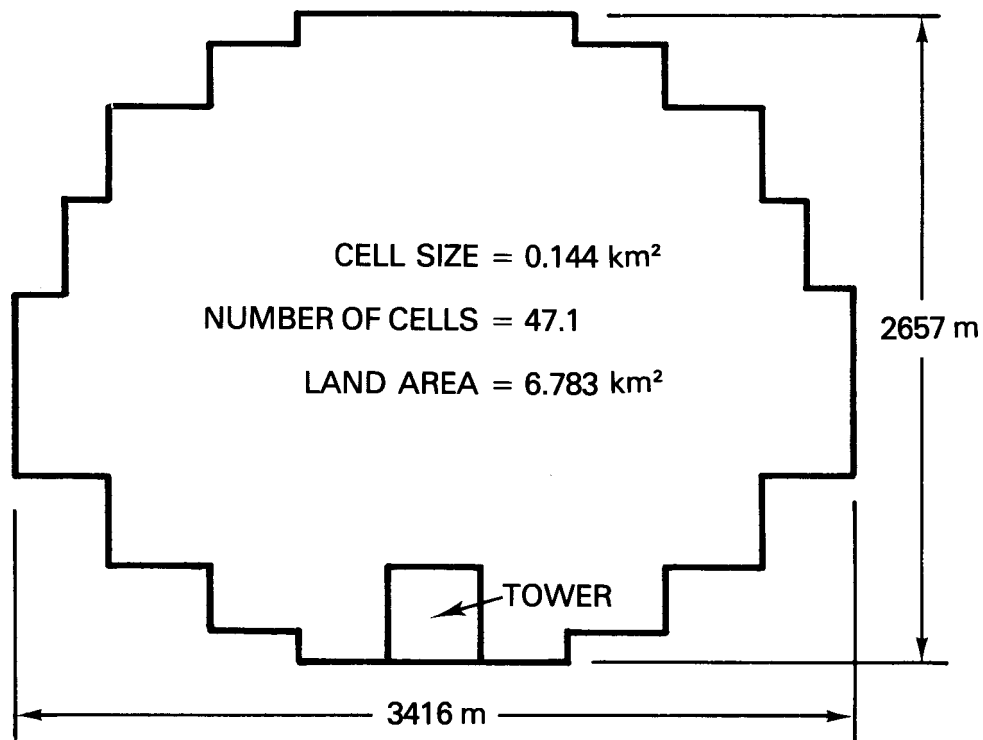 CELL SIZE = 0.144 km²
NUMBER OF CELLS = 47.1
LAND AREA = 6.783 km²
2657 m
TOWER
3416 m